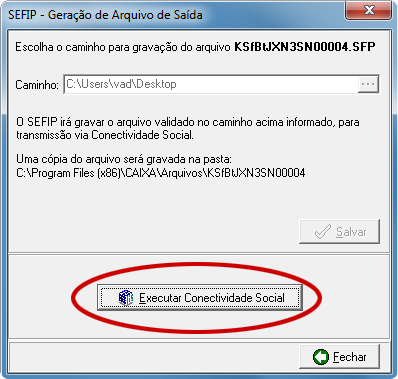 SEFIP - Geração de Arquivo de Saída
Escolha o caminho para gravação do arquivo KSfBtJXN3SN00004.SFP
Caminho: C:\Users\vad\Desktop ...
O SEFIP irá gravar o arquivo validado no caminho acima informado, para
transmissão via Conectividade Social.
Uma cópia do arquivo será gravada na pasta:
C:\Program Files (x86)\CAIXA\Arquivos\KSfBtJXN3SN00004
Salvar
Executar Conectividade Social
Fechar